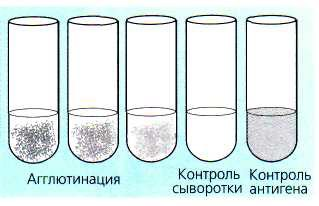 Агглютинация
Контроль сыворотки
Контроль антигена